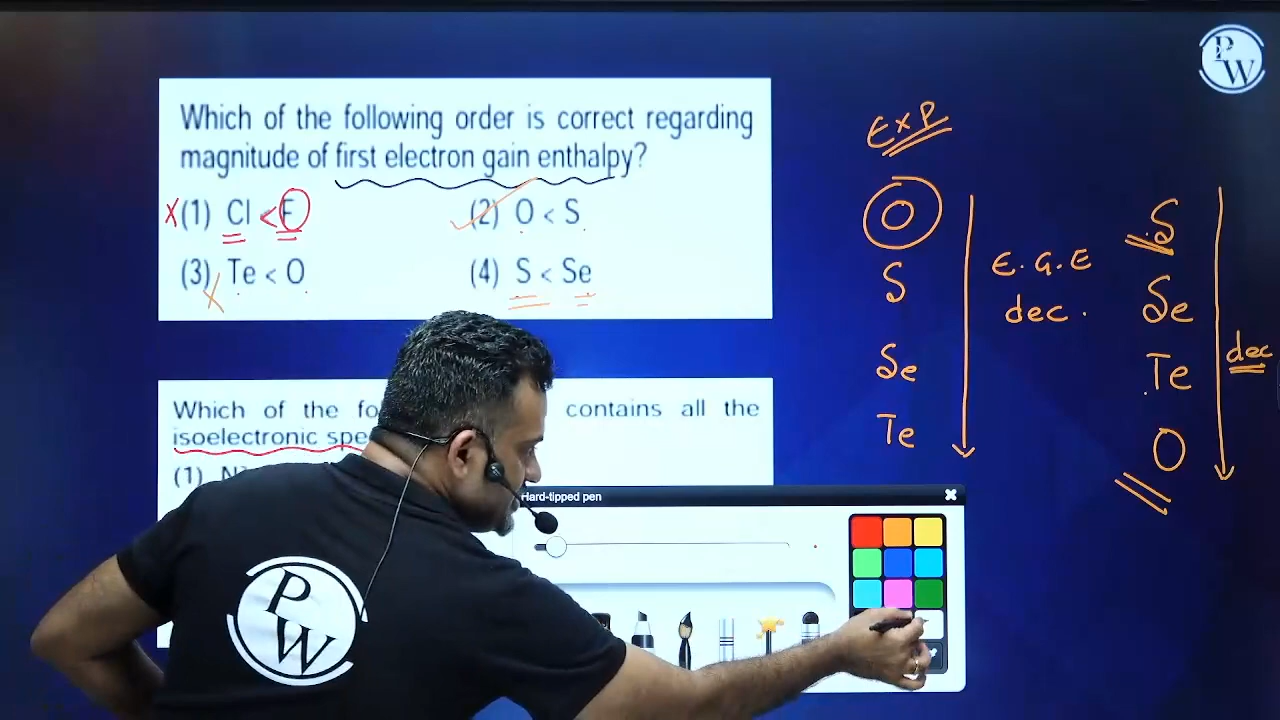 PW
Which of the following order is correct regarding
magnitude of first electron gain enthalpy?
X(1) Cl < F (2) O < S
(3) Te < O (4) S < Se
Which of the
contains all the
isoelectronic
(1)
Hard-tipped pen
EXP
O
S
Se
Te
E.G.E
dec.
S
Se
Te
O
dec
PW